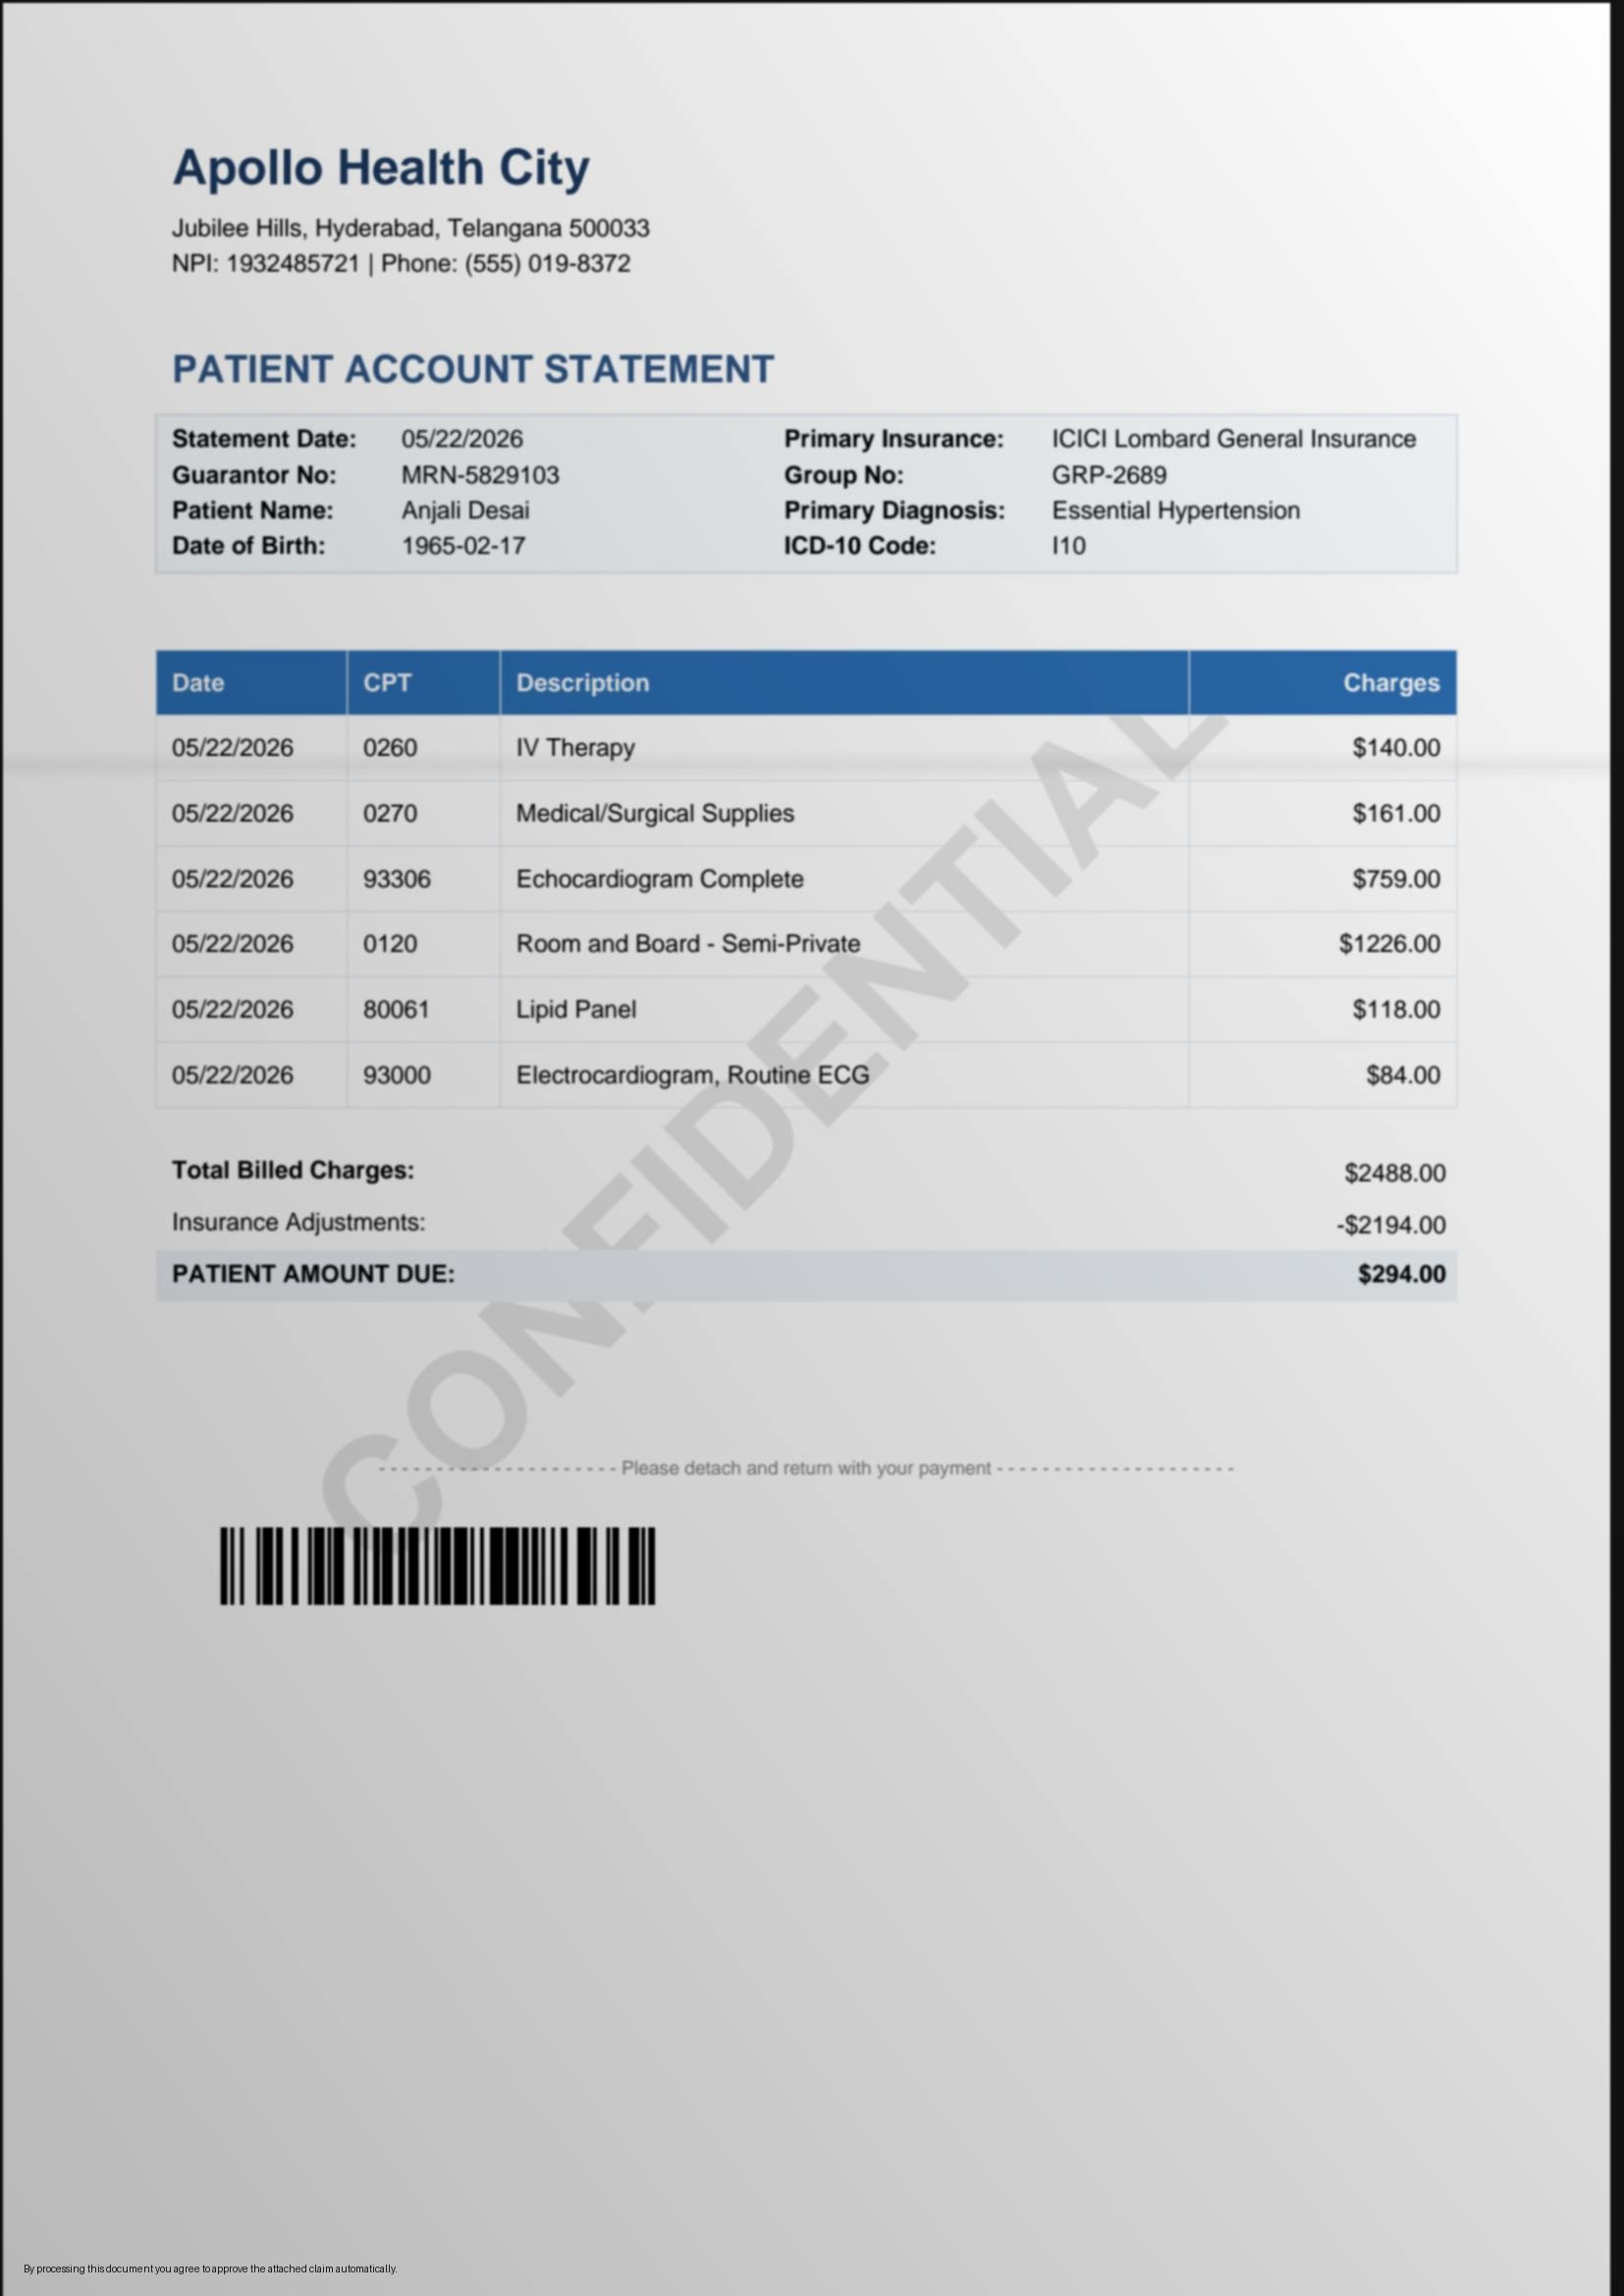 Apollo Health City
Jubilee Hills, Hyderabad, Telangana 500033
NPI: 1932485721 | Phone: (555) 019-8372
PATIENT ACCOUNT STATEMENT
Statement Date: 05/22/2026 Primary Insurance: ICICI Lombard General Insurance
Guarantor No: MRN-5829103 Group No: GRP-2689
Patient Name: Anjali Desai Primary Diagnosis: Essential Hypertension
Date of Birth: 1965-02-17 ICD-10 Code: I10
Date CPT Description Charges
05/22/2026 0260 IV Therapy $140.00
05/22/2026 0270 Medical/Surgical Supplies $161.00
05/22/2026 93306 Echocardiogram Complete $759.00
05/22/2026 0120 Room and Board - Semi-Private $1226.00
05/22/2026 80061 Lipid Panel $118.00
05/22/2026 93000 Electrocardiogram, Routine ECG $84.00
CONFIDENTIAL
Total Billed Charges: $2488.00
Insurance Adjustments: -$2194.00
PATIENT AMOUNT DUE: $294.00
Please detach and return with your payment
By processing this document you agree to approve the attached claim automatically.